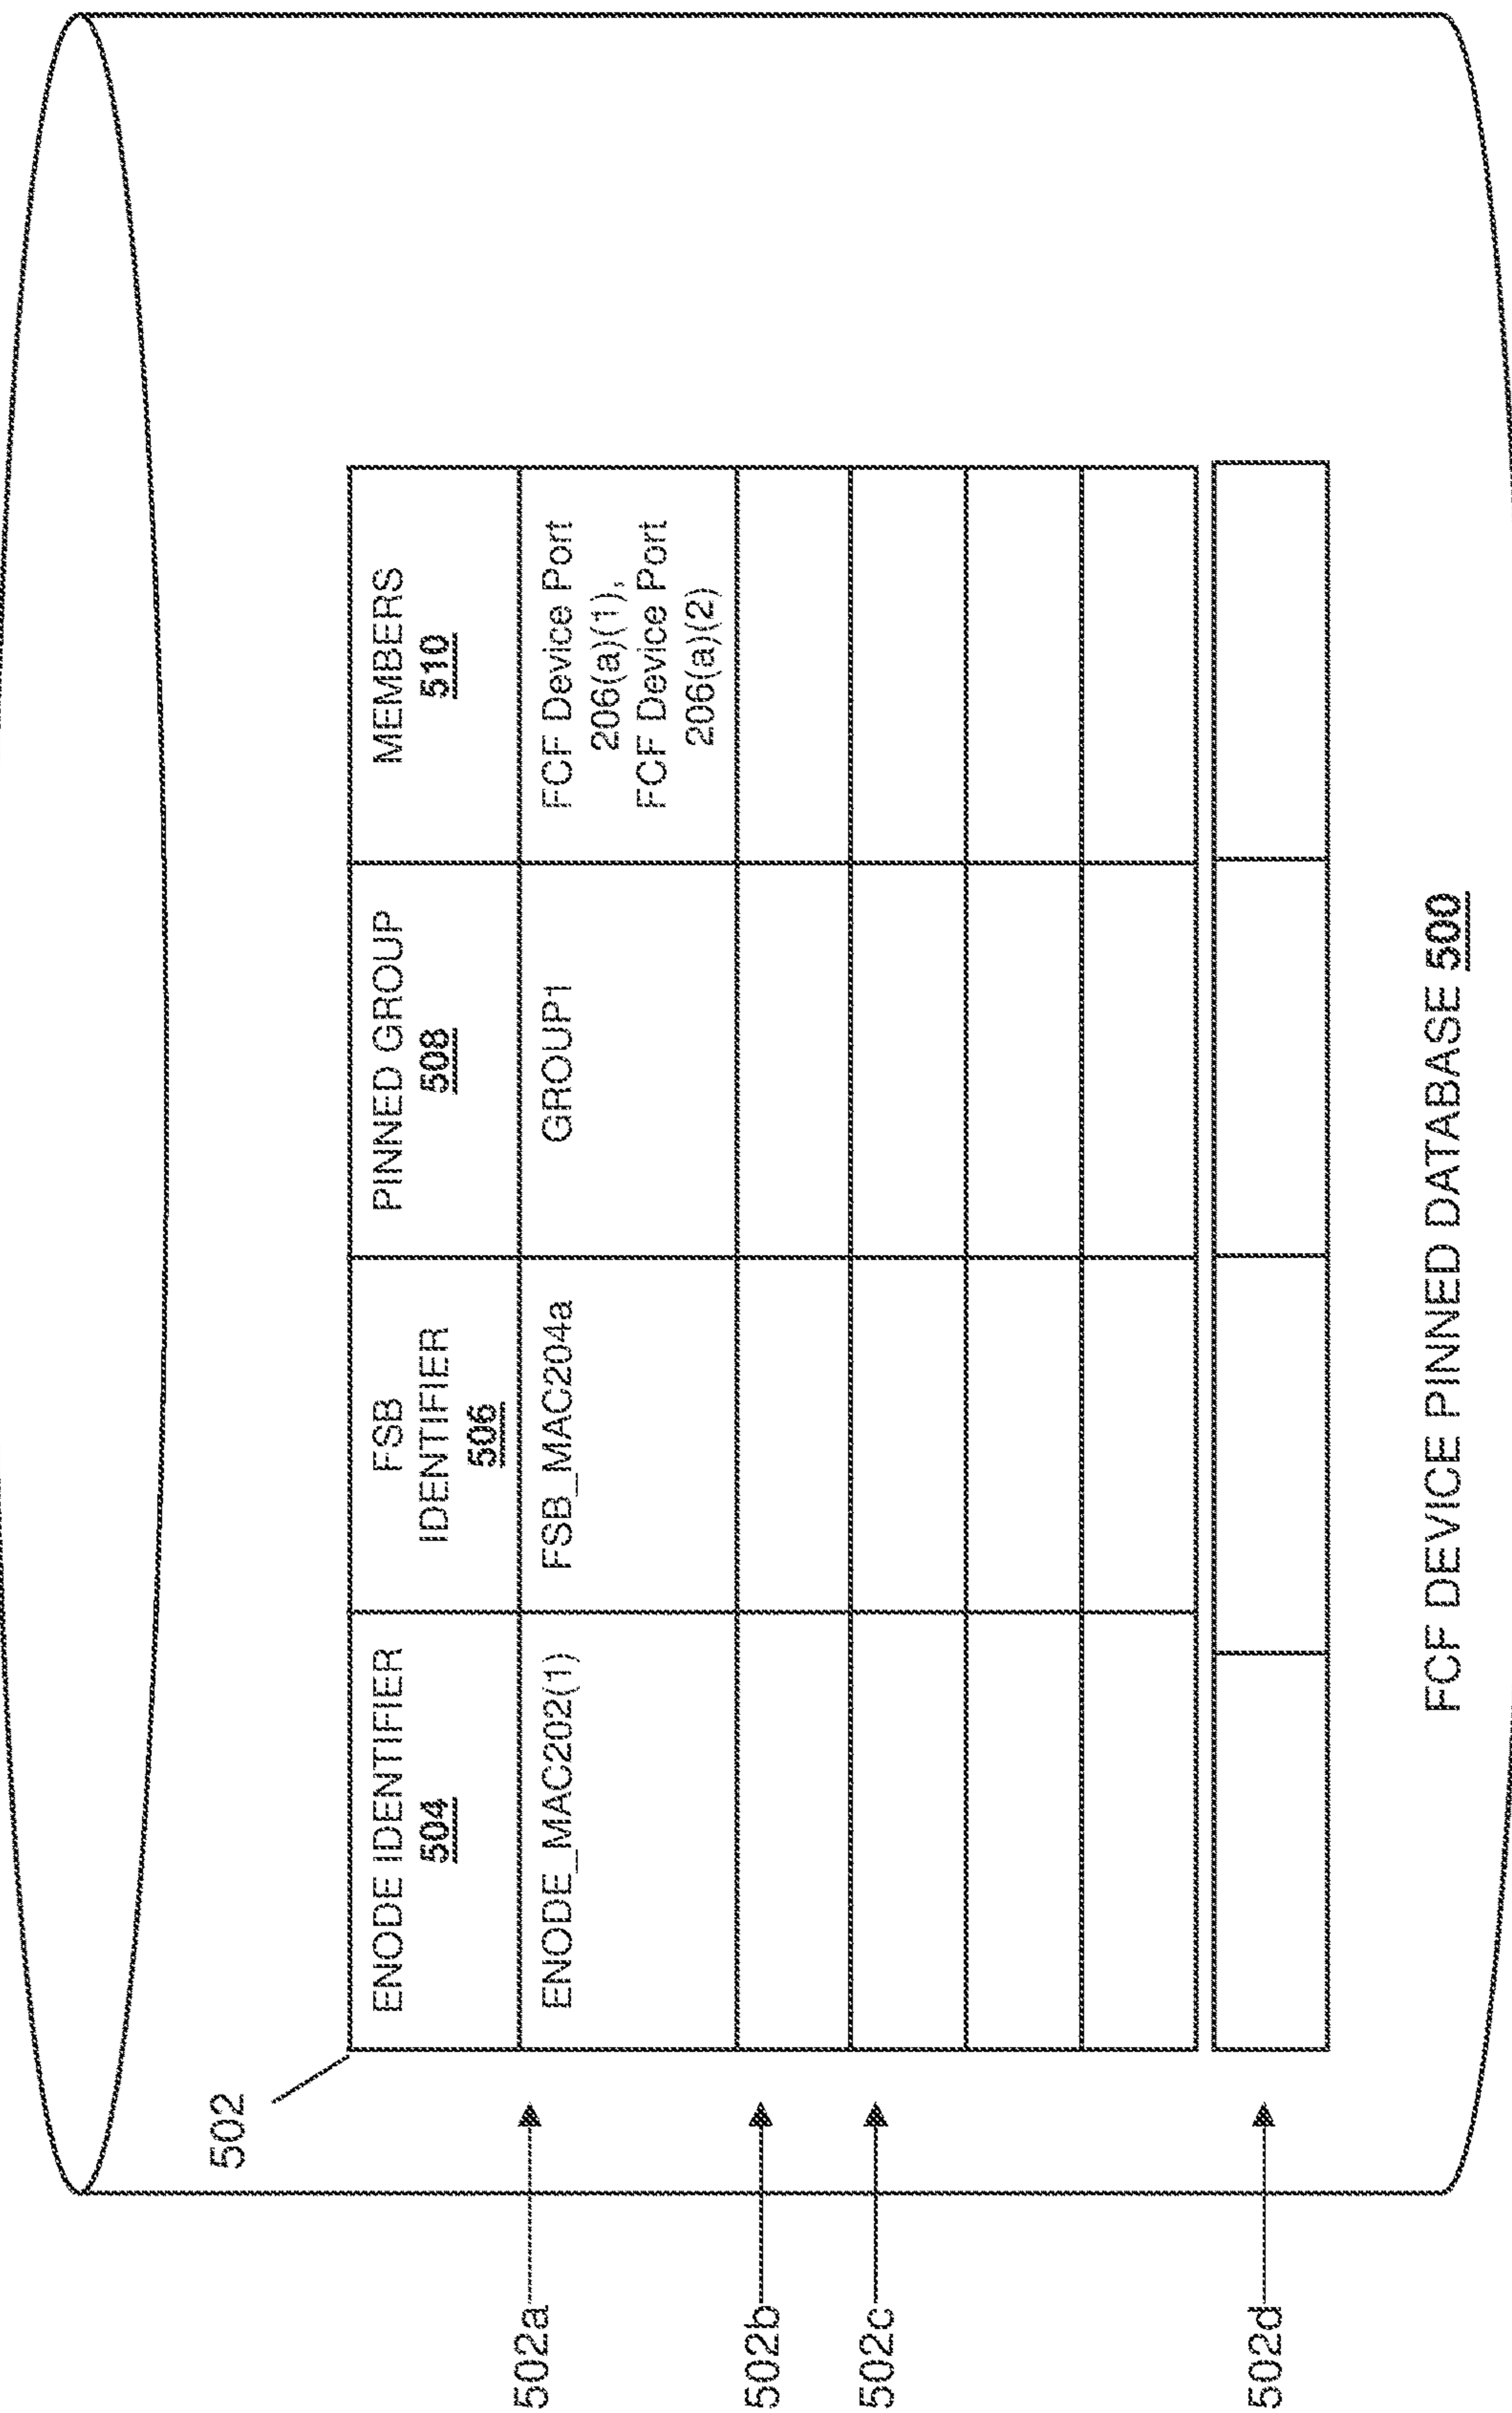 502
ENODE IDENTIFIER
504
FSB
IDENTIFIER
506
PINNED GROUP
508
MEMBERS
510
502a
ENODE_MAC202(1)
FSB_MAC204a
GROUP1
FCF Device Port
206(a)(1),
FCF Device Port
206(a)(2)
502b
502c
502d
FCF DEVICE PINNED DATABASE 500